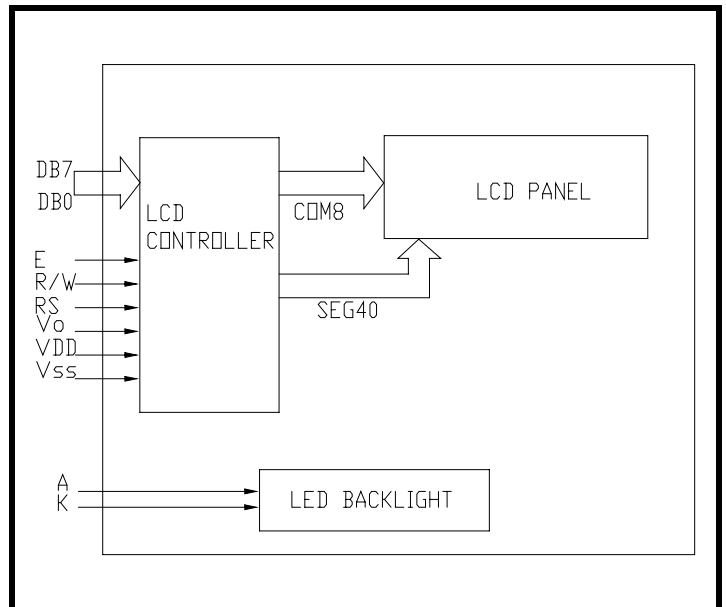 DB7
DB0
LCD
CONTROLLER
COM8
LCD PANEL
E
R/W
RS
Vo
VDD
Vss
SEG40
A
K
LED BACKLIGHT